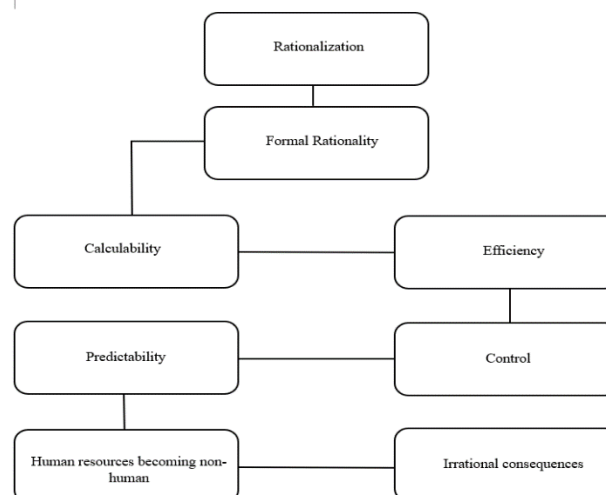 Rationalization
Formal Rationality
Calculability
Efficiency
Predictability
Control
Human resources becoming non-
human
Irrational consequences